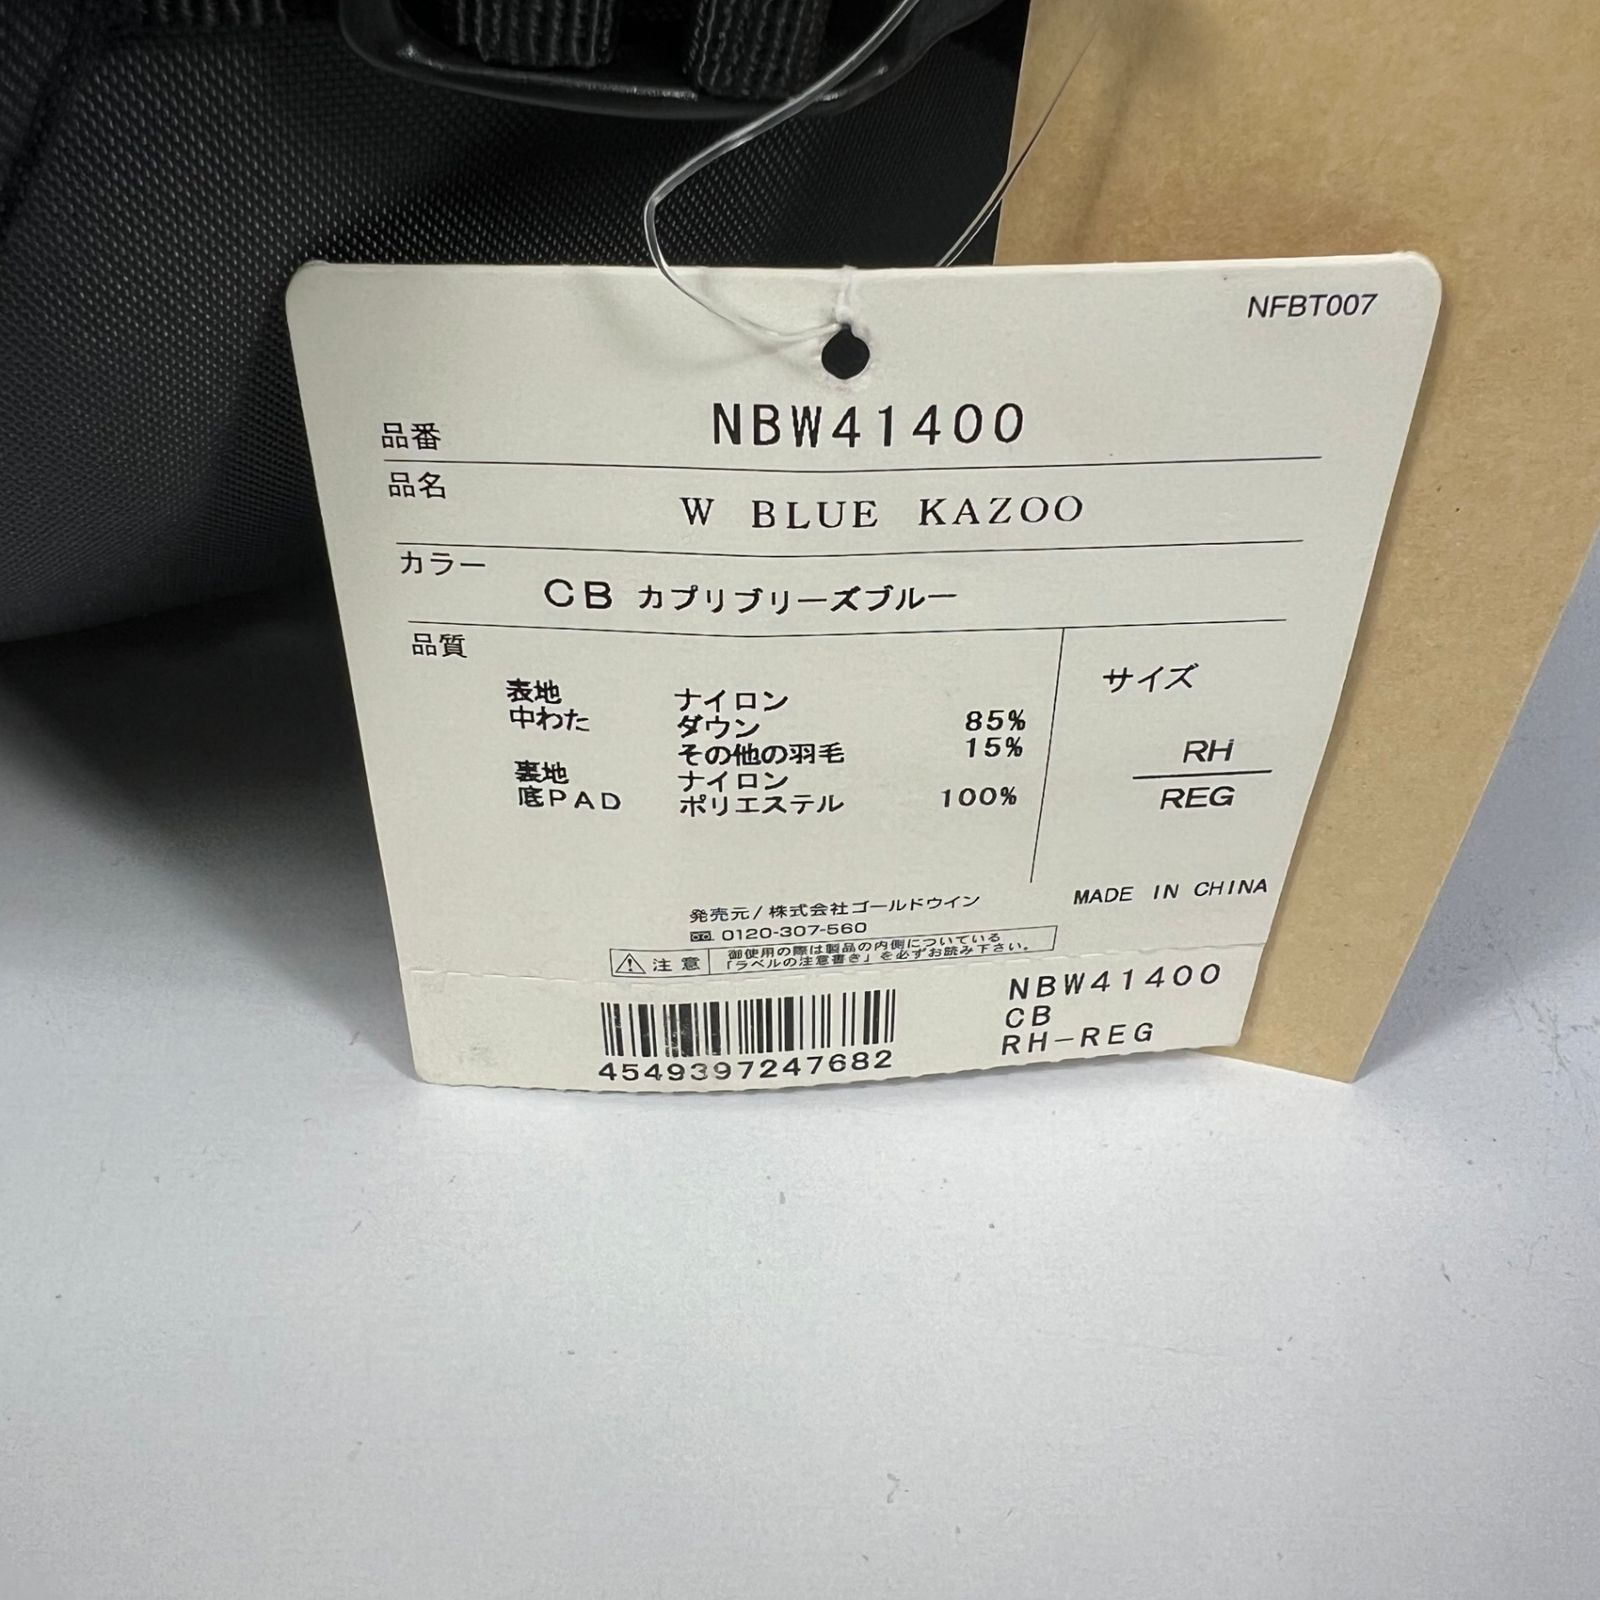 NFBT007
品番 NBW41400
品名 W BLUE KAZOO
カラー CB カプリブリーズブルー
品質
表地 ナイロン
中わた ダウン 85%
その他の羽毛 15%
裏地 ナイロン
底PAD ポリエステル 100%
サイズ
RH
REG
MADE IN CHINA
発売元/株式会社ゴールドウイン
0120-307-560
注意 御使用の際は製品の内側についている
「ラベルの注意書き」を必ずお読み下さい。
4549397247682
NBW41400
CB
RH-REG